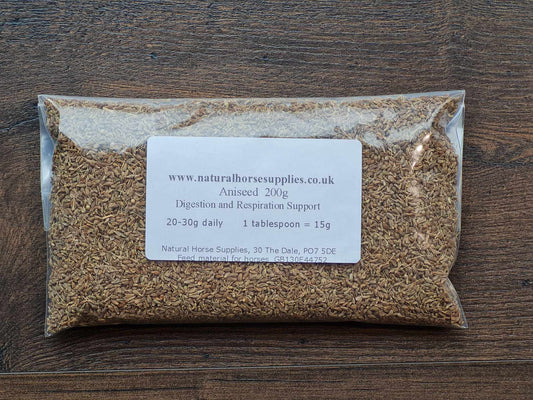 www.naturalhorsesupplies.co.uk
Aniseed 200g
Digestion and Respiration Support
20-30g daily 1 tablespoon = 15g
Natural Horse Supplies, 30 The Dale, PO7 5DE
Feed material for horses GB130E44752